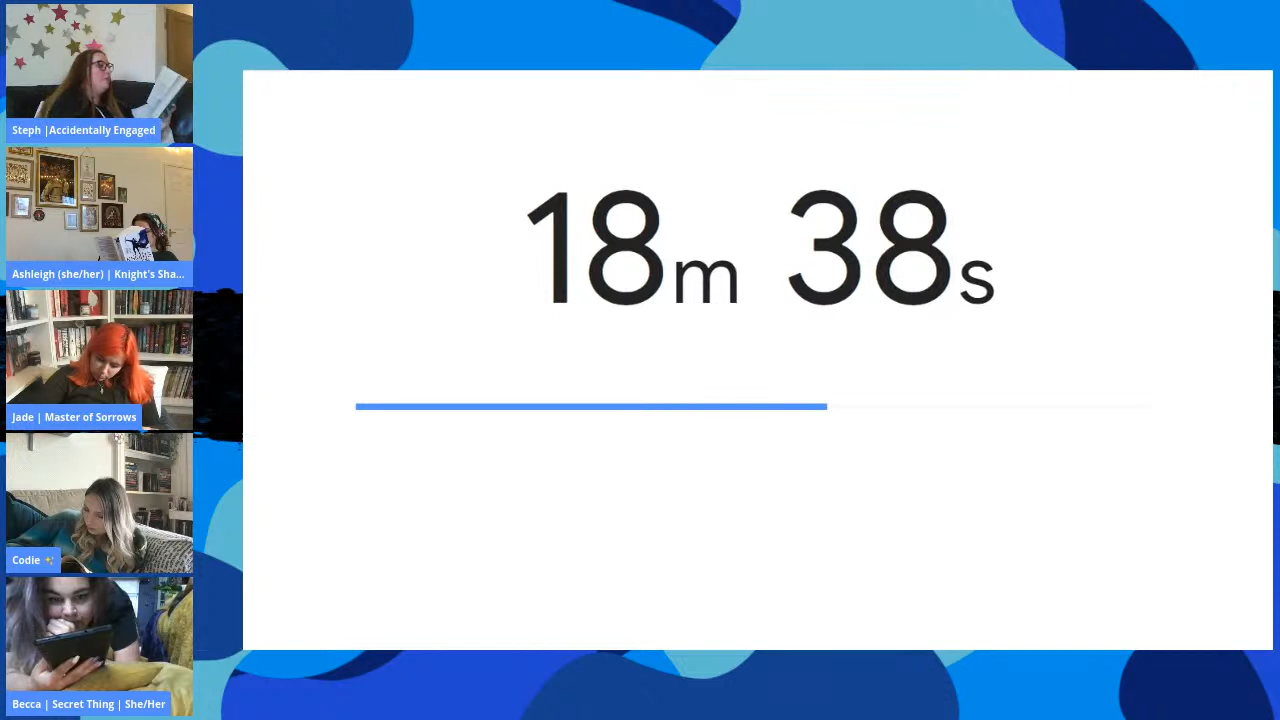 Steph |Accidentally Engaged
Ashleigh (she/her) | Knight's Sha...
Jade | Master of Sorrows
Codie ✨
Becca | Secret Thing | She/Her
18m 38s